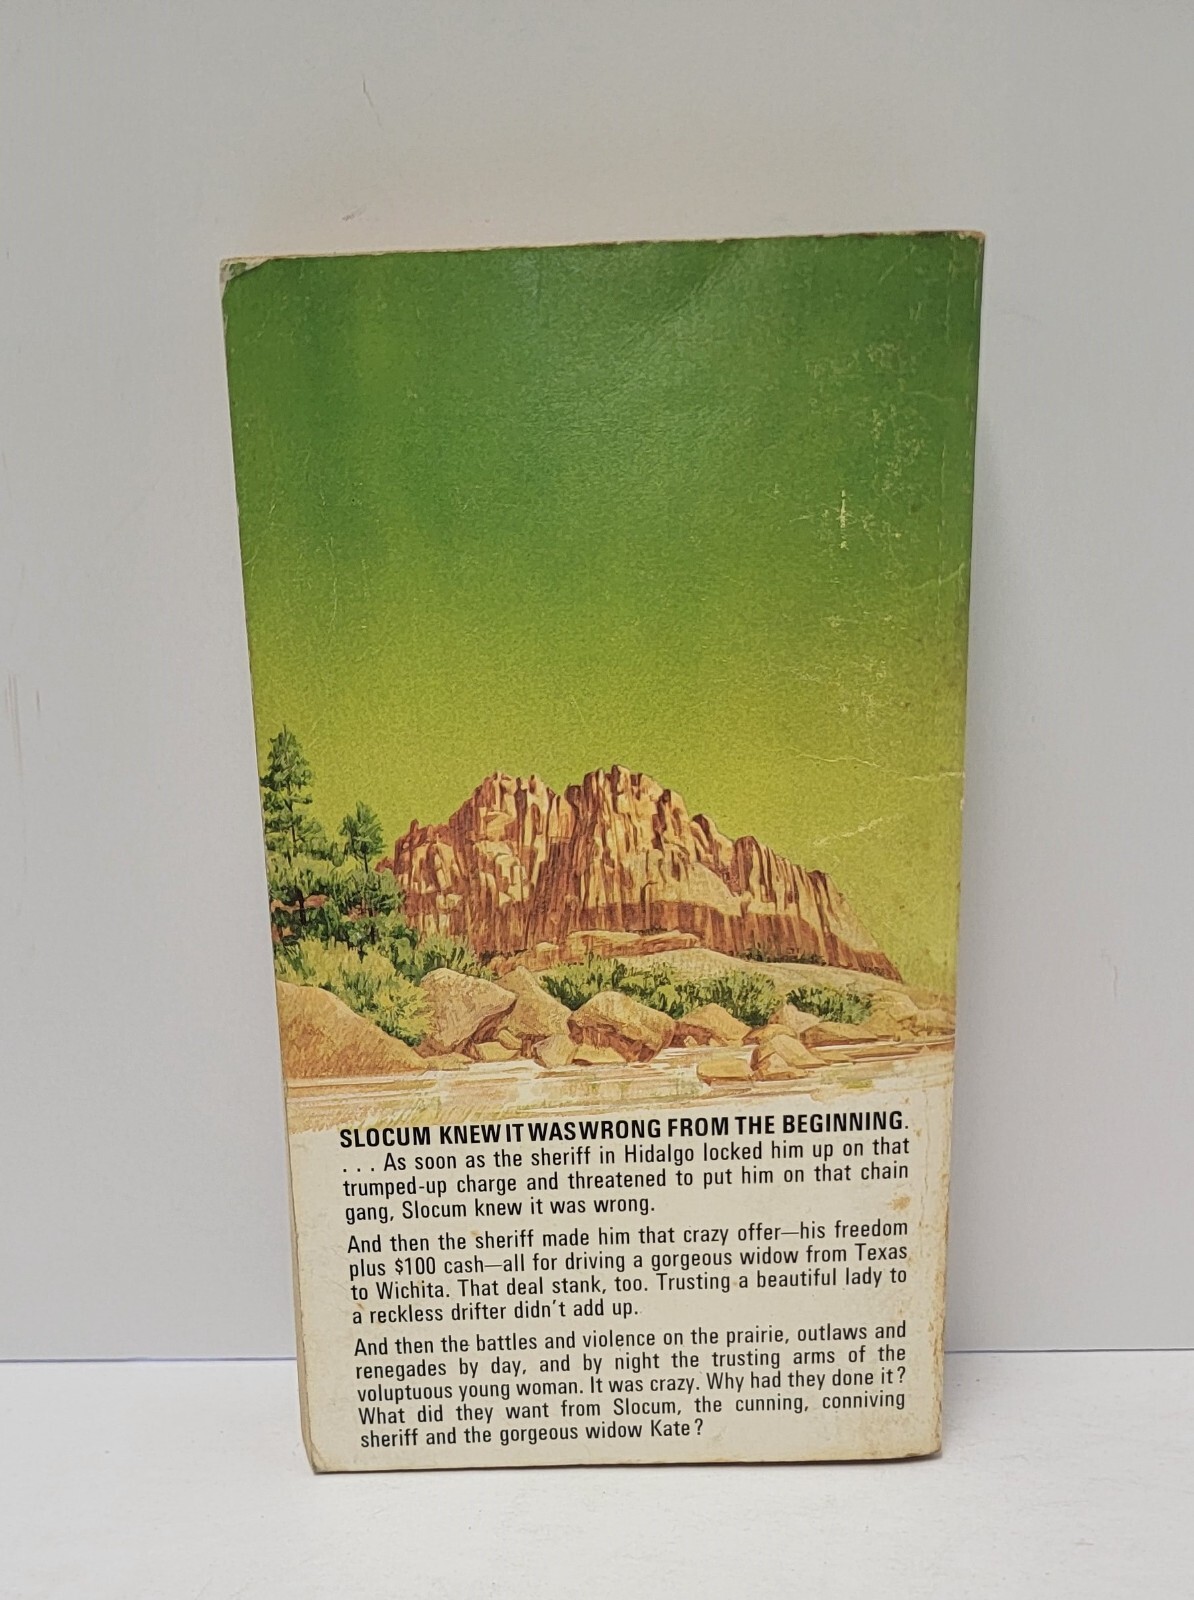 SLOCUM KNEW IT WAS WRONG FROM THE BEGINNING.
. . . As soon as the sheriff in Hidalgo locked him up on that
trumped-up charge and threatened to put him on that chain
gang, Slocum knew it was wrong.
And then the sheriff made him that crazy offer—his freedom
plus $100 cash—all for driving a gorgeous widow from Texas
to Wichita. That deal stank, too. Trusting a beautiful lady to
a reckless drifter didn't add up.
And then the battles and violence on the prairie, outlaws and
renegades by day, and by night the trusting arms of the
voluptuous young woman. It was crazy. Why had they done it?
What did they want from Slocum, the cunning, conniving
sheriff and the gorgeous widow Kate?